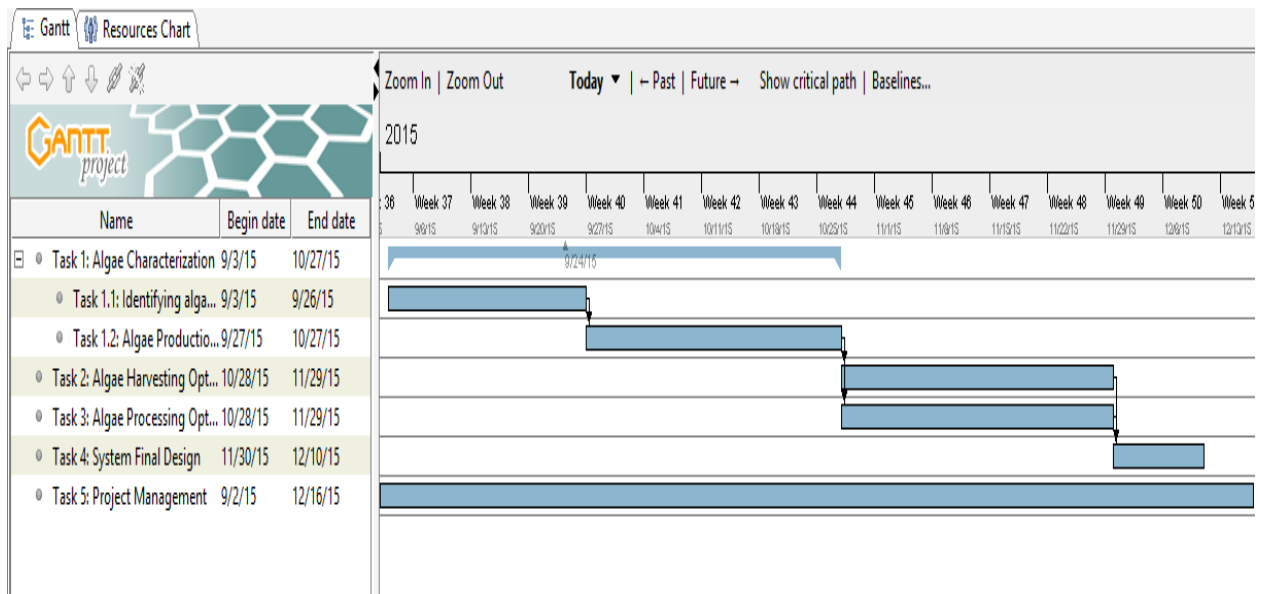 Gantt Resources Chart
Zoom In | Zoom Out Today ▼ | ← Past | Future → Show critical path | Baselines...
GANTT
project
2015
36 Week 37 Week 38 Week 39 Week 40 Week 41 Week 42 Week 43 Week 44 Week 45 Week 46 Week 47 Week 48 Week 49 Week 50 Week 5
9/6/15 9/13/15 9/20/15 9/27/15 10/4/15 10/11/15 10/18/15 10/25/15 11/1/15 11/8/15 11/15/15 11/22/15 11/29/15 12/6/15 12/13/15
Name Begin date End date
Task 1: Algae Characterization 9/3/15 10/27/15
9/24/15
Task 1.1: Identifying alga... 9/3/15 9/26/15
Task 1.2: Algae Productio... 9/27/15 10/27/15
Task 2: Algae Harvesting Opt... 10/28/15 11/29/15
Task 3: Algae Processing Opt... 10/28/15 11/29/15
Task 4: System Final Design 11/30/15 12/10/15
Task 5: Project Management 9/2/15 12/16/15